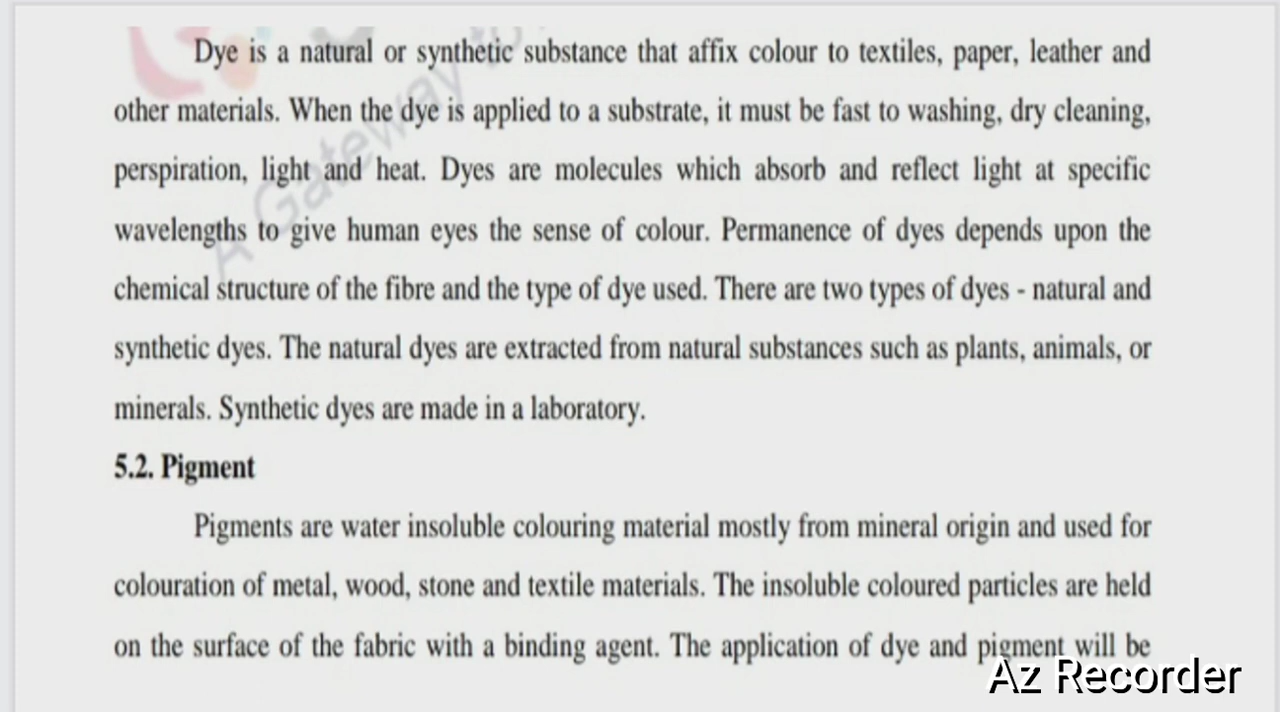 Dye is a natural or synthetic substance that affix colour to textiles, paper, leather and
other materials. When the dye is applied to a substrate, it must be fast to washing, dry cleaning,
perspiration, light and heat. Dyes are molecules which absorb and reflect light at specific
wavelengths to give human eyes the sense of colour. Permanence of dyes depends upon the
chemical structure of the fibre and the type of dye used. There are two types of dyes - natural and
synthetic dyes. The natural dyes are extracted from natural substances such as plants, animals, or
minerals. Synthetic dyes are made in a laboratory.
5.2. Pigment
Pigments are water insoluble colouring material mostly from mineral origin and used for
colouration of metal, wood, stone and textile materials. The insoluble coloured particles are held
on the surface of the fabric with a binding agent. The application of dye and pigment will be
A Gateway to
Az Recorder